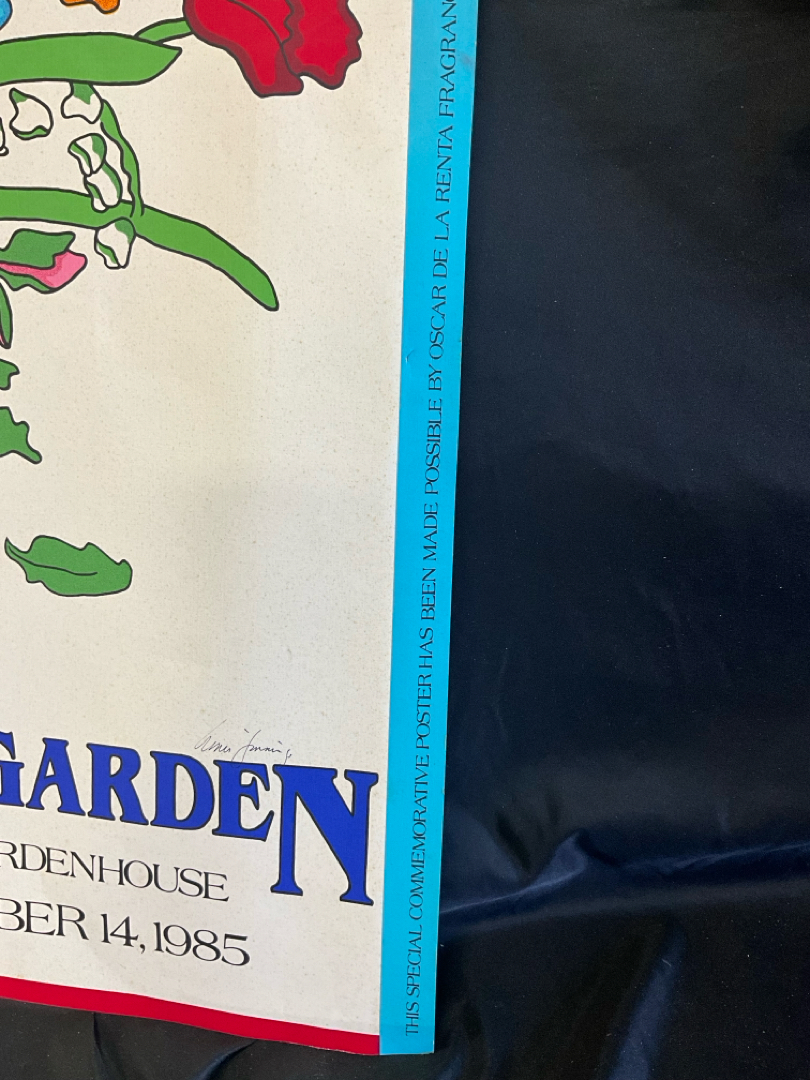 GARDEN
RDENHOUSE
BER 14, 1985
THIS SPECIAL COMMEMORATIVE POSTER HAS BEEN MADE POSSIBLE BY OSCAR DE LA RENTA FRAGRANC